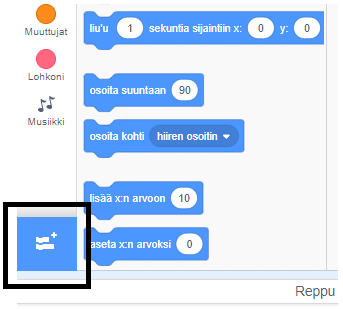 liu'u 1 sekuntia sijaintiin x: 0 y: 0
Muuttujat
Lohkoni
osoita suuntaan 90
Musiikki
osoita kohti hiiren osoitin
lisää x:n arvoon 10
aseta x:n arvoksi 0
Reppu